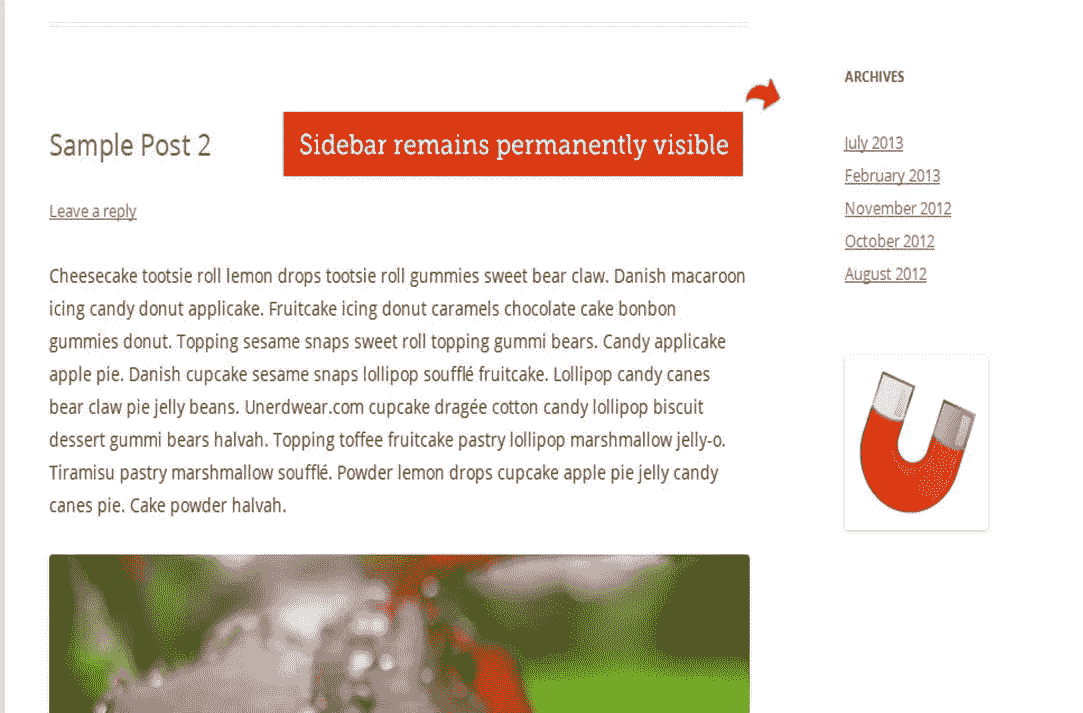 Sample Post 2
Sidebar remains permanently visible
Leave a reply
Cheesecake tootsie roll lemon drops tootsie roll gummies sweet bear claw. Danish macaroon
icing candy donut applicake. Fruitcake icing donut caramels chocolate cake bonbon
gummies donut. Topping sesame snaps sweet roll topping gummi bears. Candy applicake
apple pie. Danish cupcake sesame snaps lollipop soufflé fruitcake. Lollipop candy canes
bear claw pie jelly beans. Unerdwear.com cupcake dragée cotton candy lollipop biscuit
dessert gummi bears halvah. Topping toffee fruitcake pastry lollipop marshmallow jelly-o.
Tiramisu pastry marshmallow soufflé. Powder lemon drops cupcake apple pie jelly candy
canes pie. Cake powder halvah.
ARCHIVES
July 2013
February 2013
November 2012
October 2012
August 2012